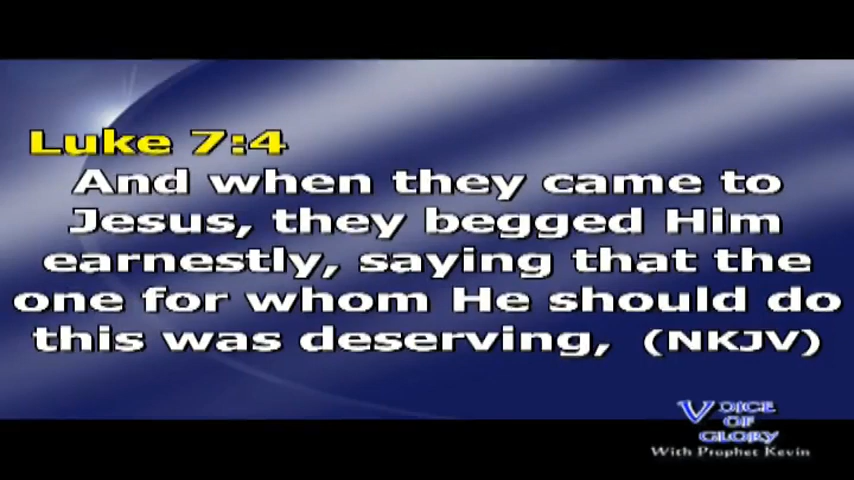 Luke 7:4
And when they came to
Jesus, they begged Him
earnestly, saying that the
one for whom He should do
this was deserving, (NKJV)
VOICE
OF
GLORY
With Prophet Kevin